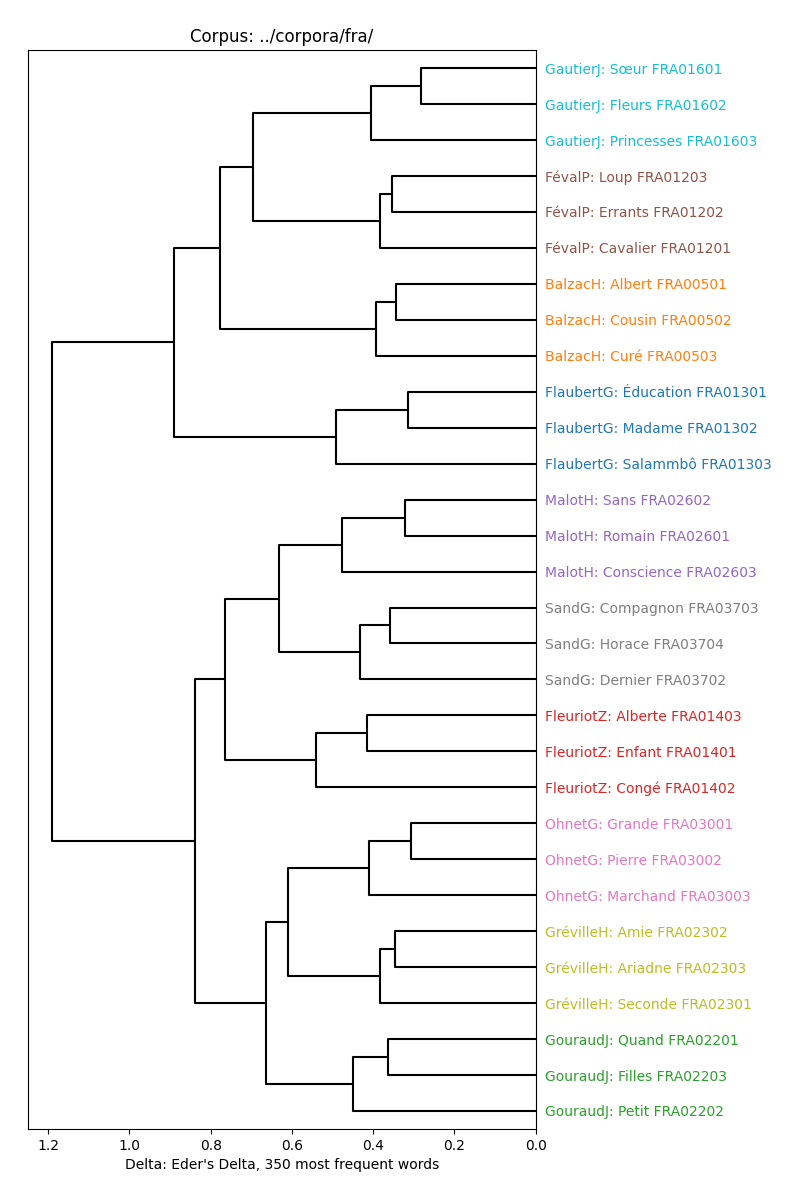 Corpus: ../corpora/fra/
GautierJ: Sœur FRA01601
GautierJ: Fleurs FRA01602
GautierJ: Princesses FRA01603
FévalP: Loup FRA01203
FévalP: Errants FRA01202
FévalP: Cavalier FRA01201
BalzacH: Albert FRA00501
BalzacH: Cousin FRA00502
BalzacH: Curé FRA00503
FlaubertG: Éducation FRA01301
FlaubertG: Madame FRA01302
FlaubertG: Salammbô FRA01303
MalotH: Sans FRA02602
MalotH: Romain FRA02601
MalotH: Conscience FRA02603
SandG: Compagnon FRA03703
SandG: Horace FRA03704
SandG: Dernier FRA03702
FleuriotZ: Alberte FRA01403
FleuriotZ: Enfant FRA01401
FleuriotZ: Congé FRA01402
OhnetG: Grande FRA03001
OhnetG: Pierre FRA03002
OhnetG: Marchand FRA03003
GrévilleH: Amie FRA02302
GrévilleH: Ariadne FRA02303
GrévilleH: Seconde FRA02301
GouraudJ: Quand FRA02201
GouraudJ: Filles FRA02203
GouraudJ: Petit FRA02202
1.2 1.0 0.8 0.6 0.4 0.2 0.0
Delta: Eder's Delta, 350 most frequent words